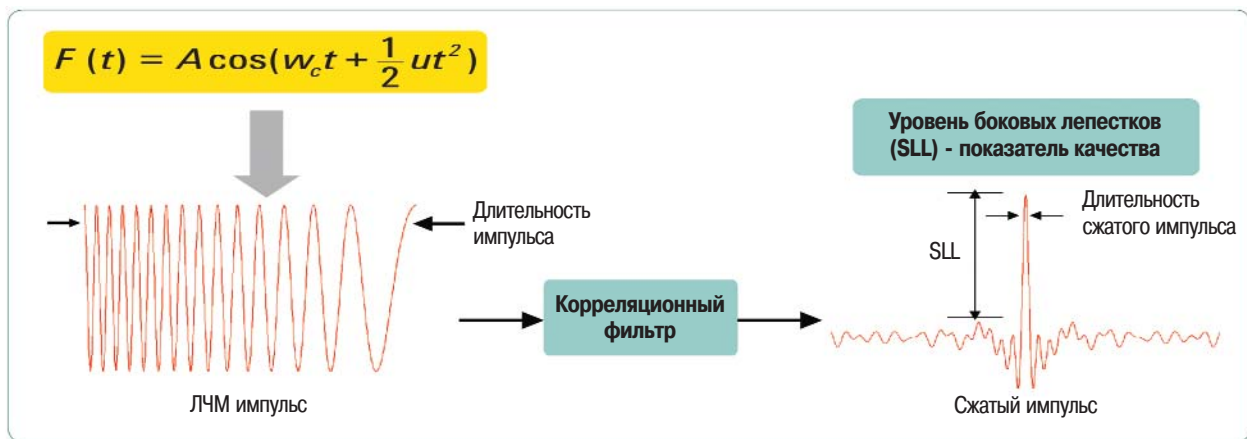 F (t) = A cos(w_c t + 1/2 ut²)
Уровень боковых лепестков
(SLL) - показатель качества
Длительность
импульса
Длительность
сжатого импульса
SLL
Корреляционный
фильтр
ЛЧМ импульс
Сжатый импульс